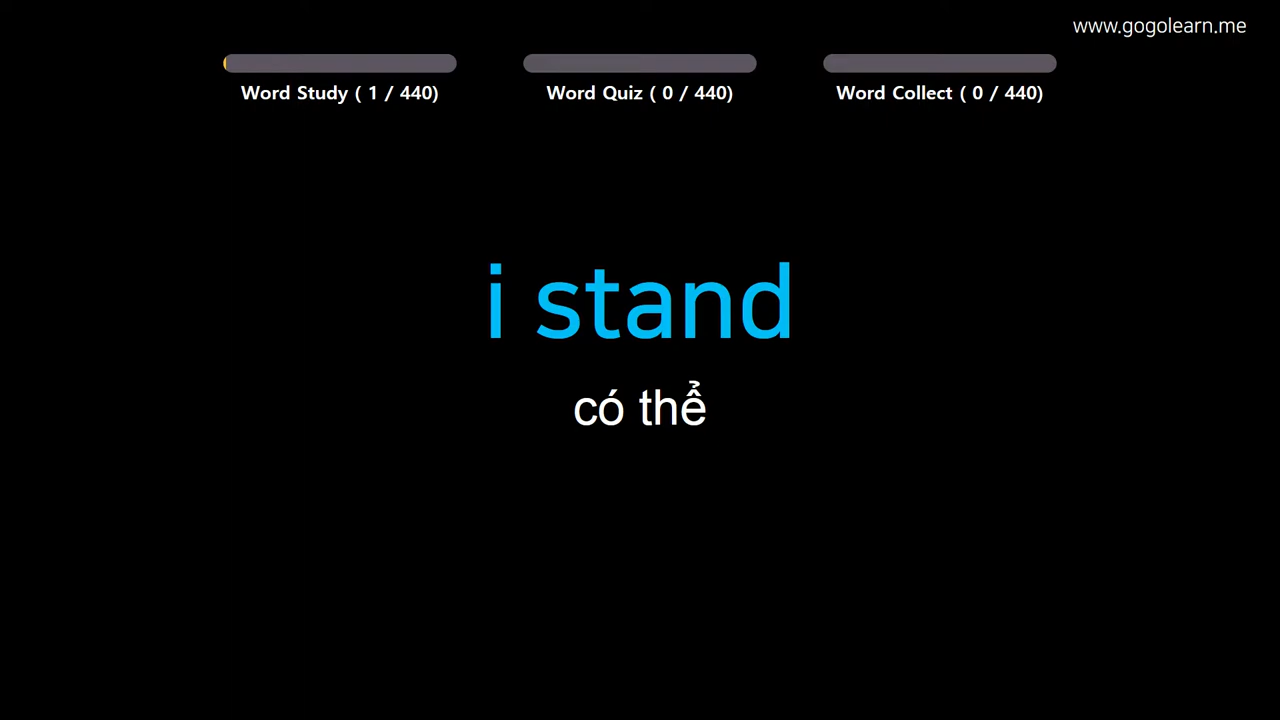 www.gogolearn.me
Word Study ( 1 / 440)
Word Quiz ( 0 / 440)
Word Collect ( 0 / 440)
i stand
có thể